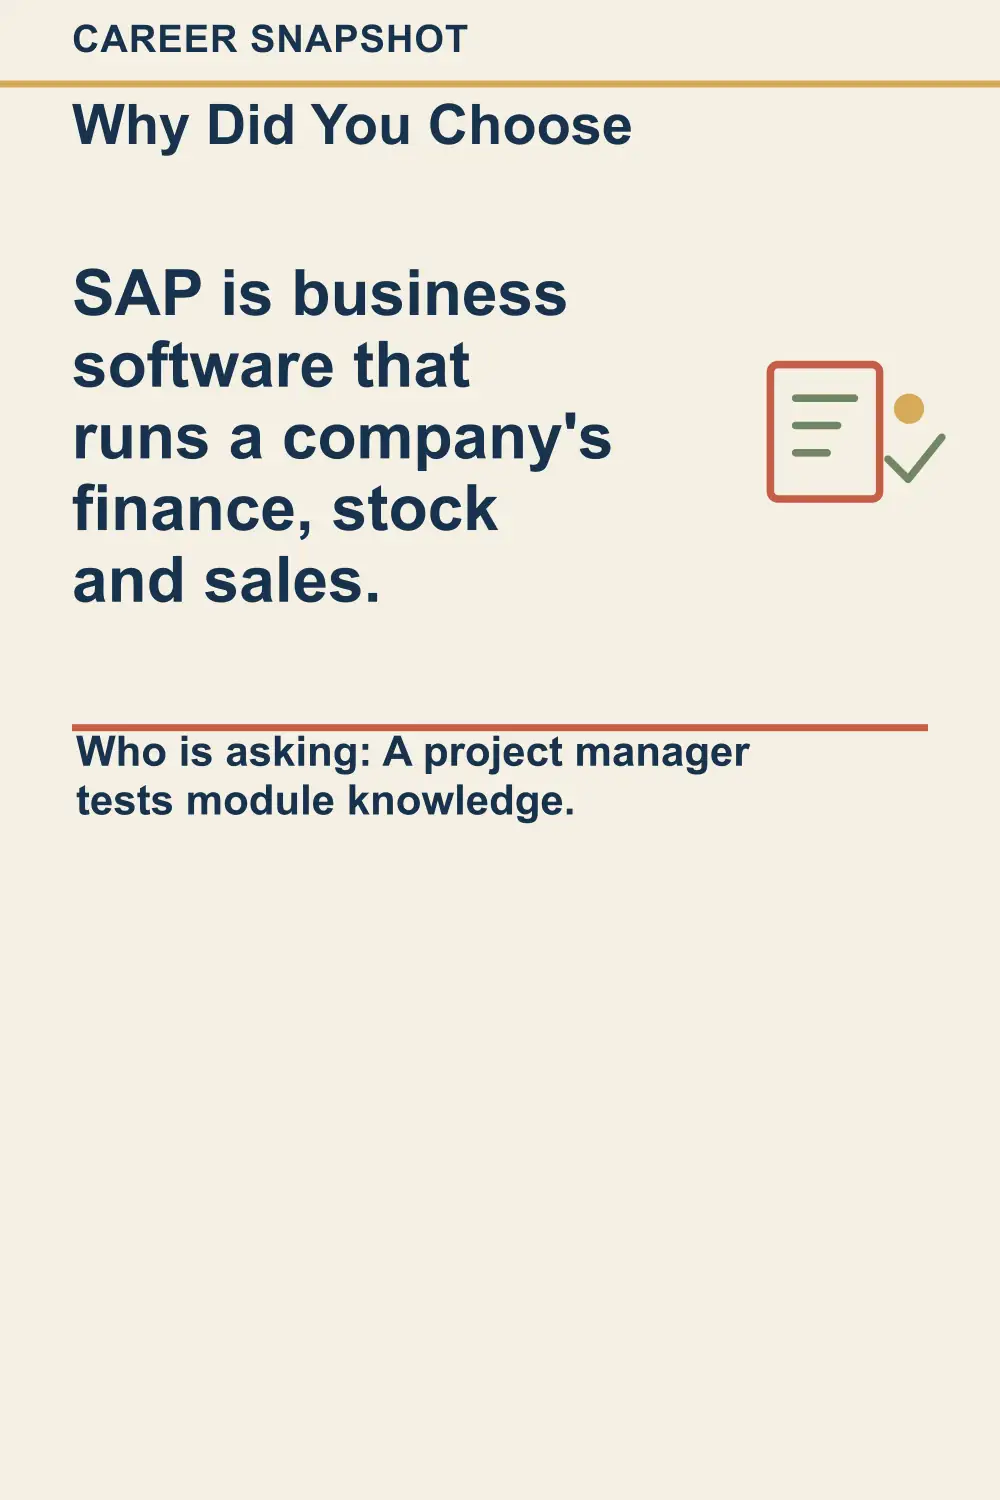 CAREER SNAPSHOT
Why Did You Choose
SAP is business
software that
runs a company's
finance, stock
and sales.
Who is asking: A project manager
tests module knowledge.